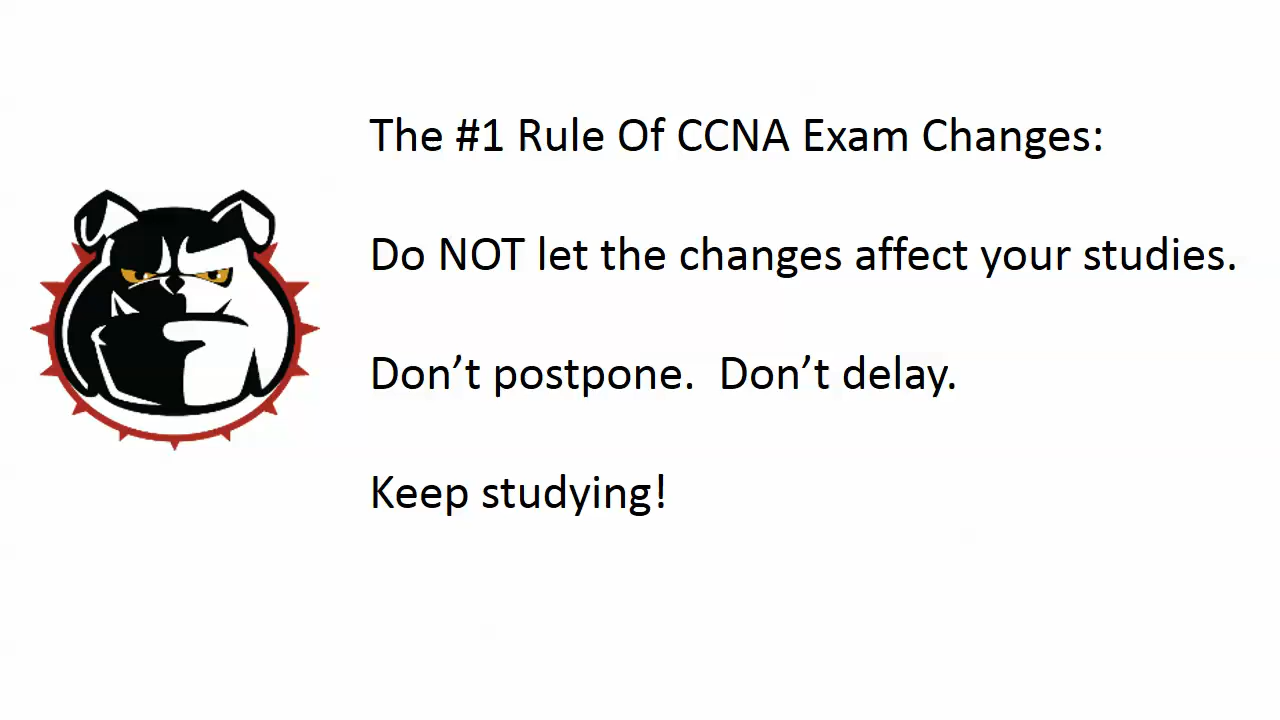 The #1 Rule Of CCNA Exam Changes:
Do NOT let the changes affect your studies.
Don’t postpone.  Don’t delay.
Keep studying!